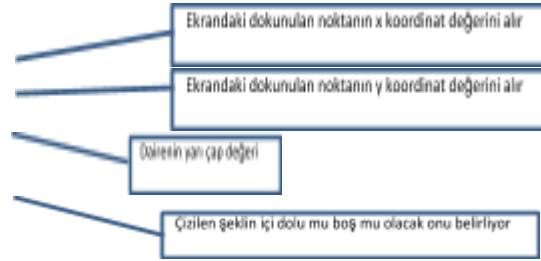 Ekrandaki dokunulan noktanın x koordinat değerini alır
Ekrandaki dokunulan noktanın y koordinat değerini alır
Dairenin yarı çap değeri
Çizilen şeklin içi dolu mu boş mu olacak onu belirliyor